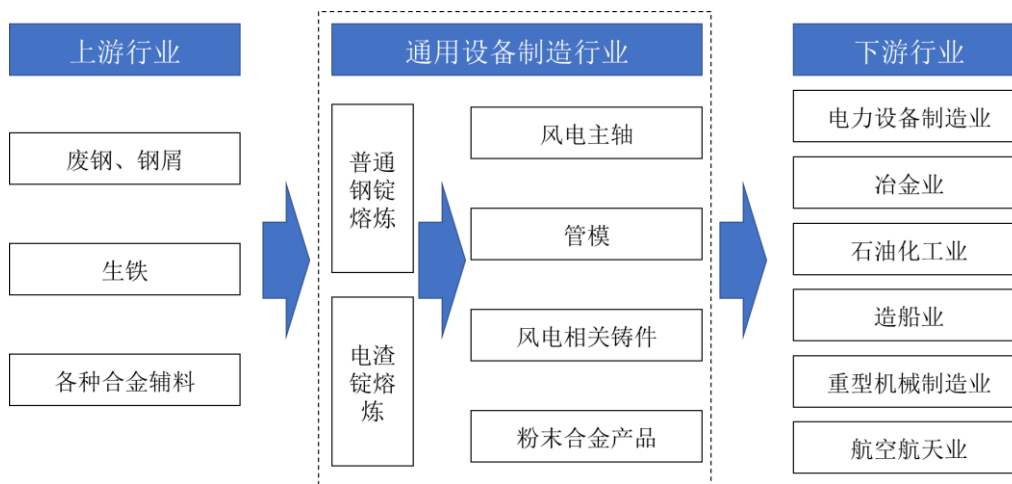 上游行业
废钢、钢屑
生铁
各种合金辅料
通用设备制造行业
普通
钢锭
熔炼
电渣
锭熔
炼
风电主轴
管模
风电相关铸件
粉末合金产品
下游行业
电力设备制造业
冶金业
石油化工业
造船业
重型机械制造业
航空航天业